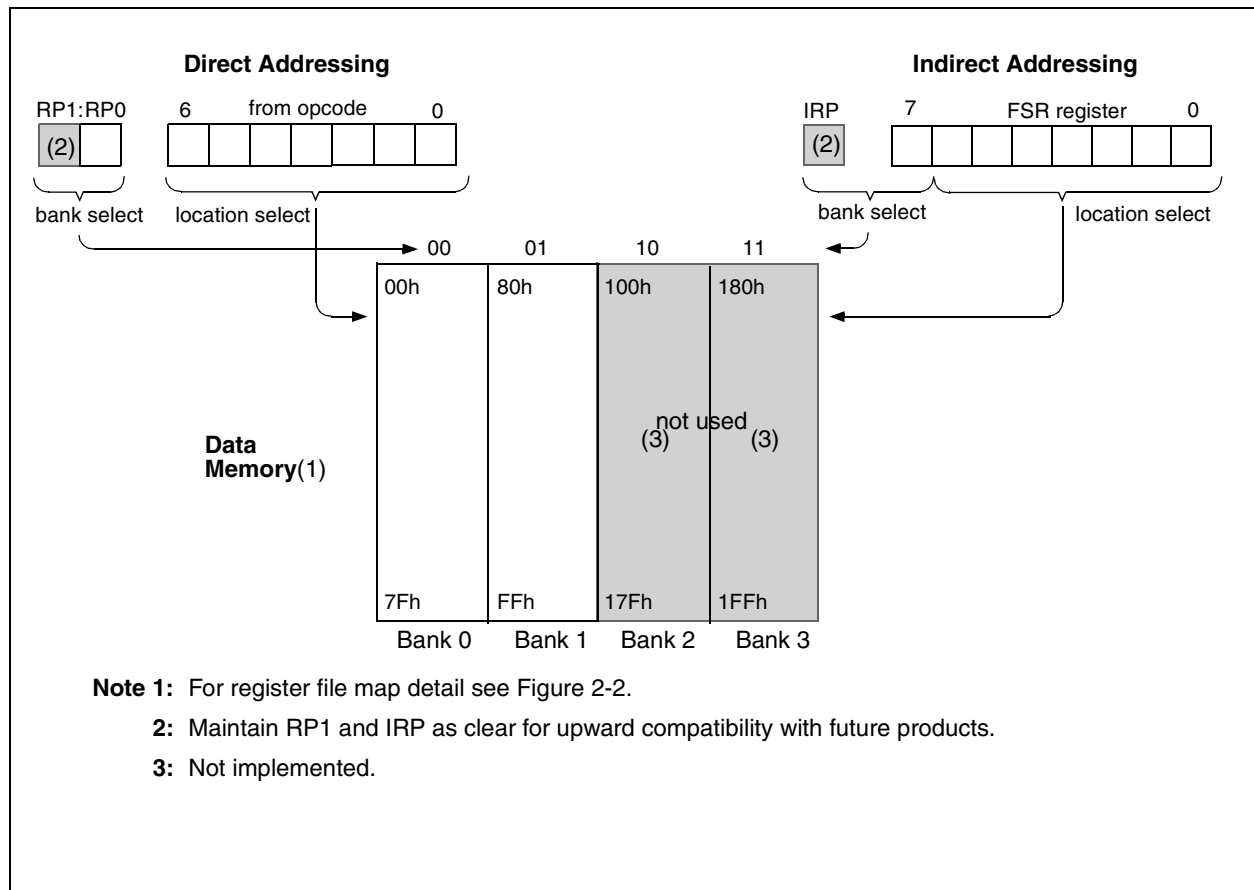 Direct Addressing
Indirect Addressing
RP1:RP0 6 from opcode 0
IRP 7 FSR register 0
(2)
(2)
bank select location select
bank select location select
00 01 10 11
00h 80h 100h 180h
not used
(3) (3)
Data
Memory(1)
7Fh FFh 17Fh 1FFh
Bank 0 Bank 1 Bank 2 Bank 3
Note 1: For register file map detail see Figure 2-2.
2: Maintain RP1 and IRP as clear for upward compatibility with future products.
3: Not implemented.